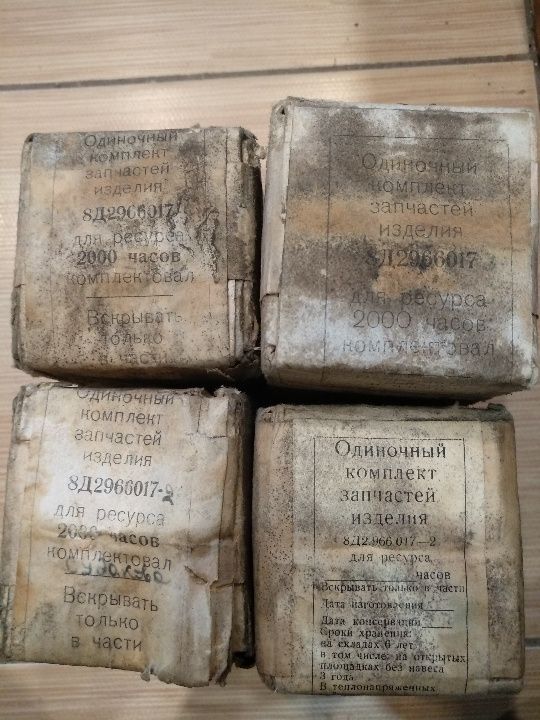 Одиночный
комплект
запчастей
изделия
8Д2966017
для ресурса
2000 часов
комплектовал
Вскрывать
только
в части
Одиночный
комплект
запчастей
изделия
8Д2966017
для ресурса
2000 часов
комплектовал
Одиночный
комплект
запчастей
изделия
8Д2966017-2
для ресурса
2000 часов
комплектовал
Вскрывать
только
в части
Одиночный
комплект
запчастей
изделия
8Д2.966.017—2
для ресурса
часов
Вскрывать только в части
Дата изготовления
Дата консервации
Сроки хранения:
на складах 6 лет
в том числе: на открытых
площадках без навеса
3 года
В теплонапряженных